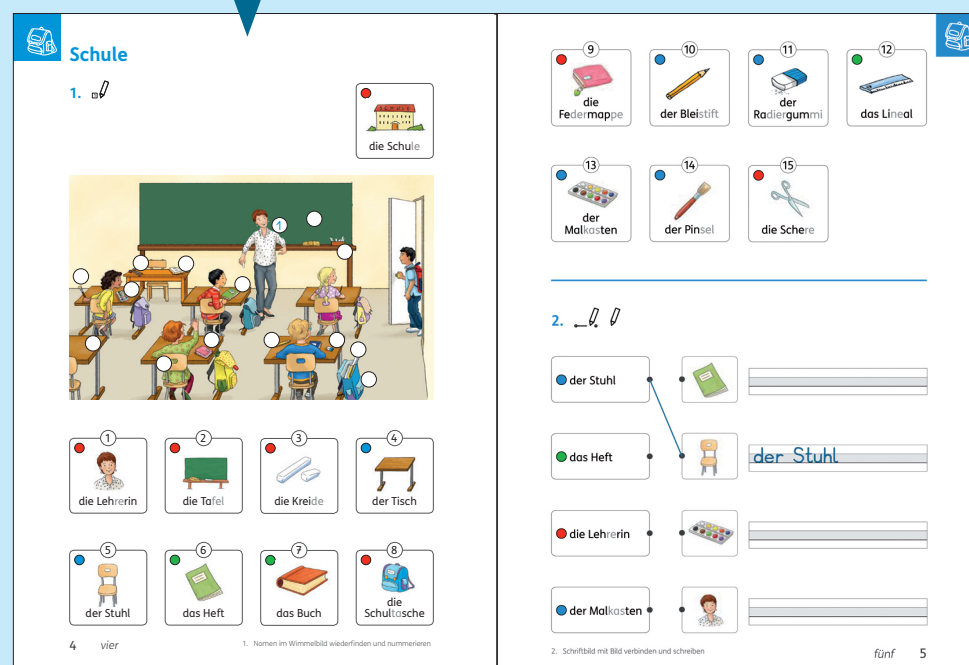 Schule
1.
die Schule
1
1
die Lehrerin
2
die Tafel
3
die Kreide
4
der Tisch
5
der Stuhl
6
das Heft
7
das Buch
8
die
Schultasche
4 vier
1. Nomen im Wimmelbild wiederfinden und nummerieren
9
die
Federmappe
10
der Bleistift
11
der
Radiergummi
12
das Lineal
13
der
Malkasten
14
der Pinsel
15
die Schere
2.
der Stuhl
das Heft
der Stuhl
die Lehrerin
der Malkasten
2. Schriftbild mit Bild verbinden und schreiben
fünf 5